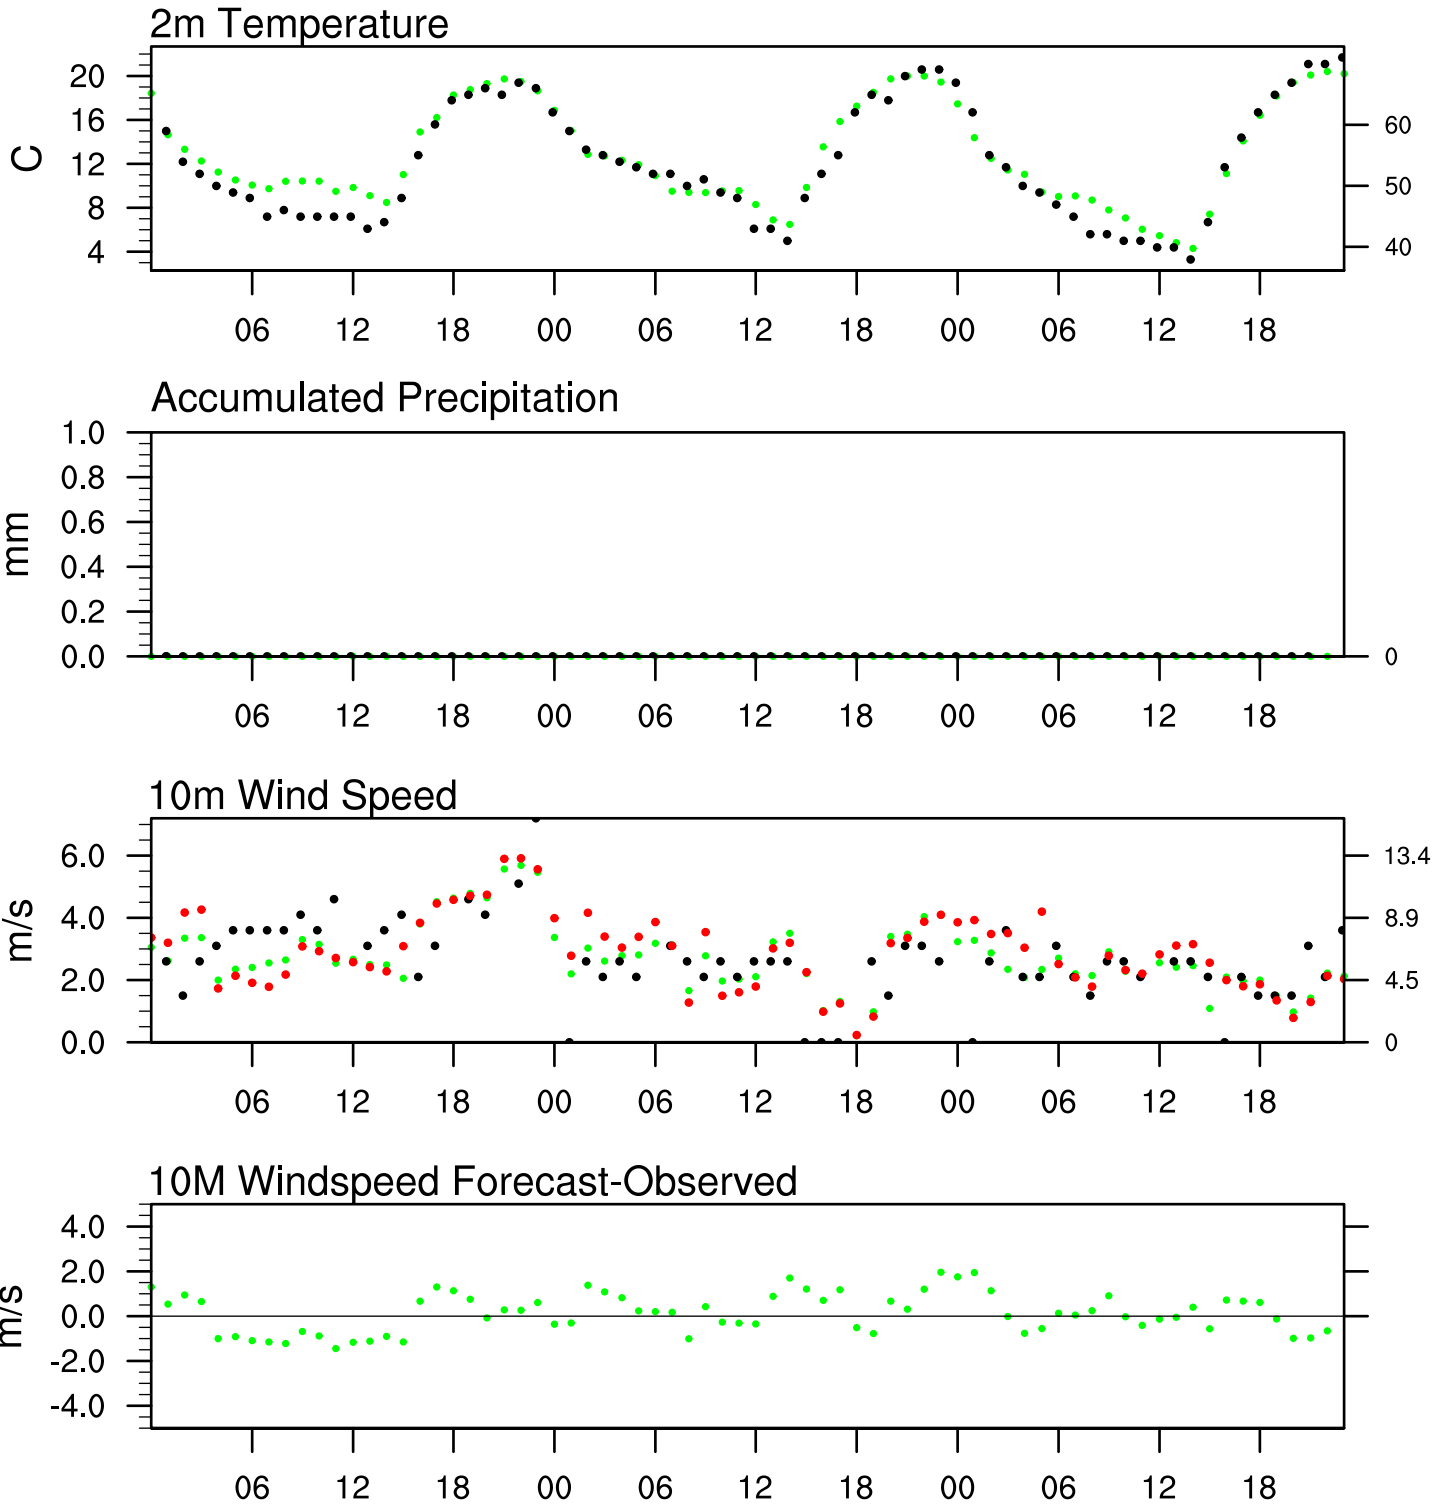 2m Temperature
20
16
12
8
4
C
60
50
40
06 12 18 00 06 12 18 00 06 12 18
Accumulated Precipitation
1.0
0.8
0.6
0.4
0.2
0.0
mm
0
06 12 18 00 06 12 18 00 06 12 18
10m Wind Speed
6.0
4.0
2.0
0.0
m/s
13.4
8.9
4.5
0
06 12 18 00 06 12 18 00 06 12 18
10M Windspeed Forecast-Observed
4.0
2.0
0.0
-2.0
-4.0
m/s
06 12 18 00 06 12 18 00 06 12 18